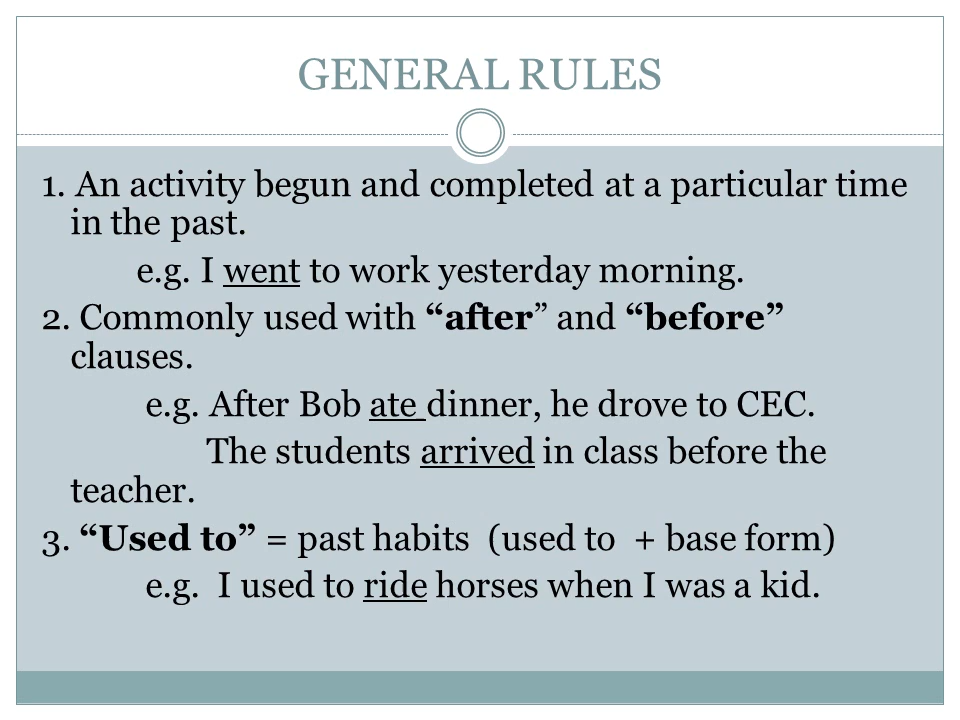 GENERAL RULES
1. An activity begun and completed at a particular time
in the past.
e.g. I went to work yesterday morning.
2. Commonly used with “after” and “before”
clauses.
e.g. After Bob ate dinner, he drove to CEC.
The students arrived in class before the
teacher.
3. “Used to” = past habits (used to + base form)
e.g. I used to ride horses when I was a kid.